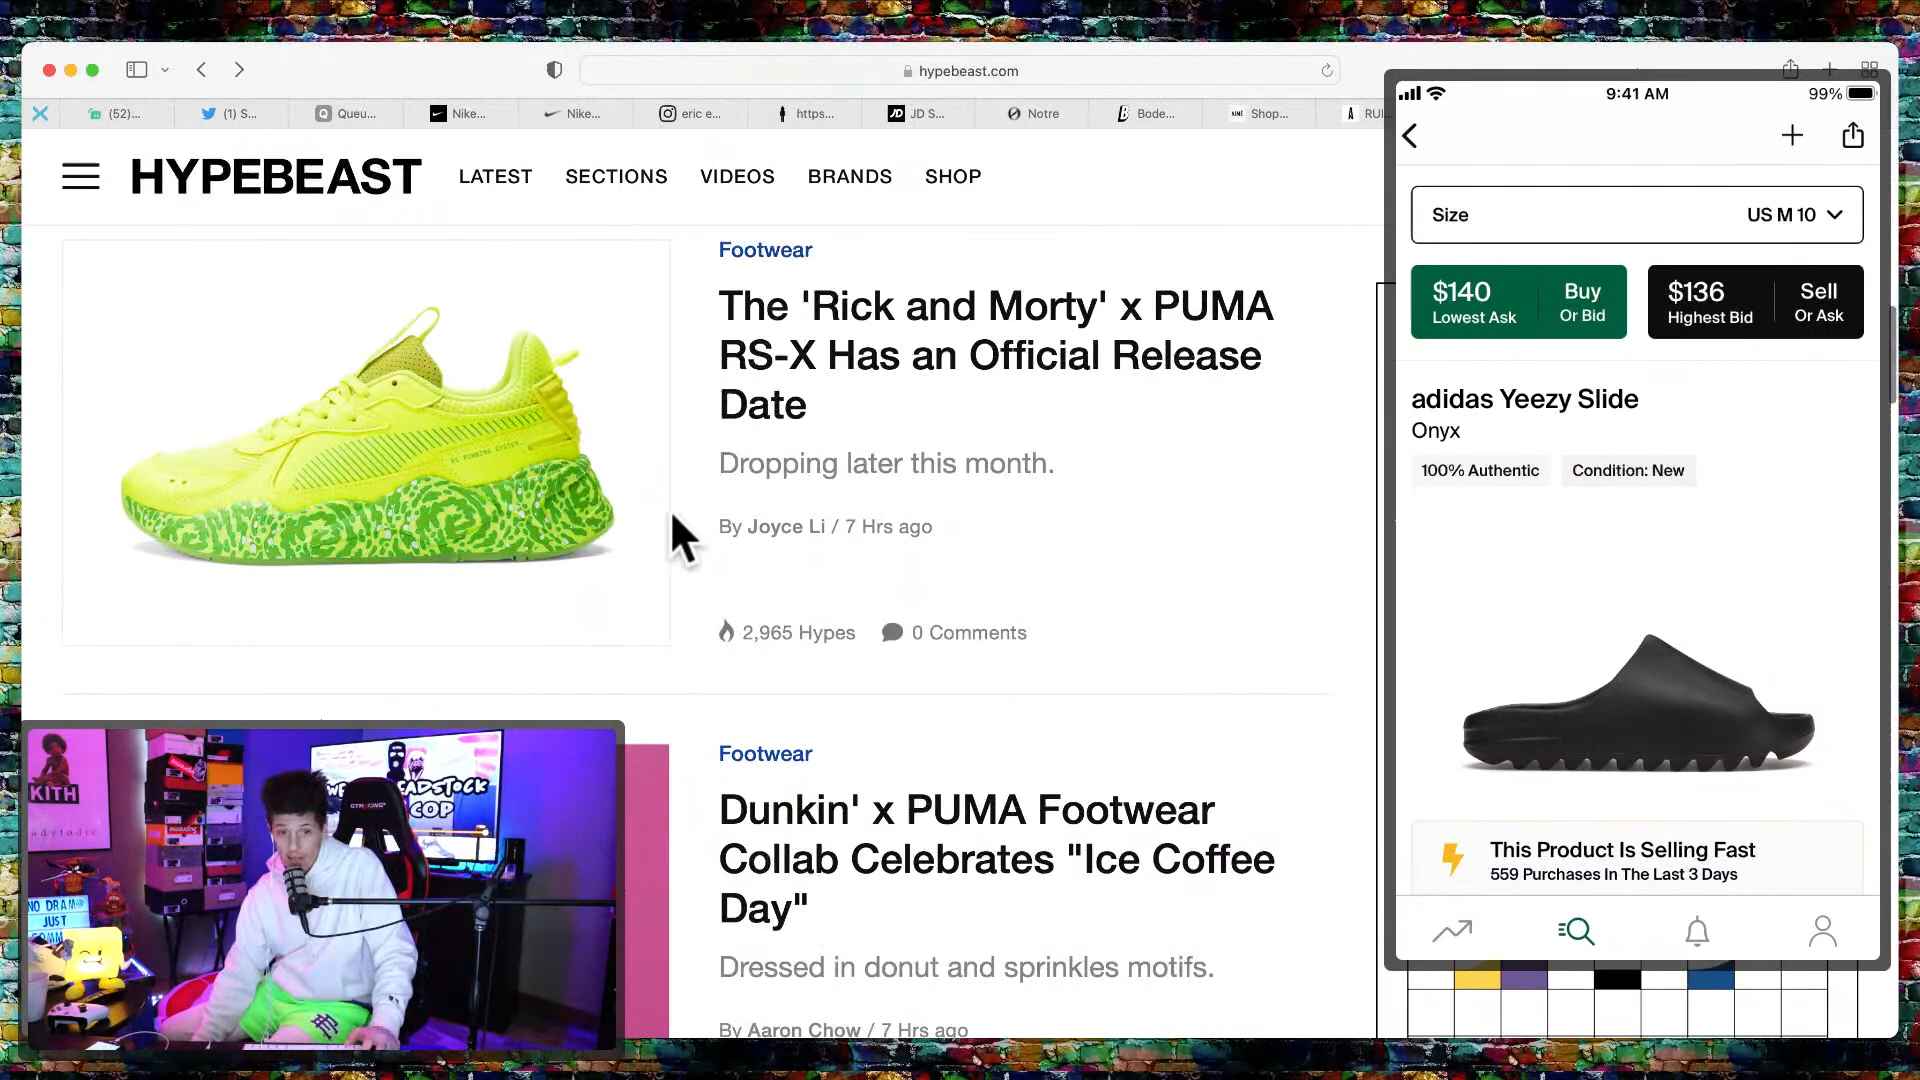 hypebeast.com
(52)...
(1) S...
Queu...
Nike...
Nike...
eric e...
https...
JD S...
Notre
Bode...
Shop...
RUI
HYPEBEAST
LATEST
SECTIONS
VIDEOS
BRANDS
SHOP
Footwear
The 'Rick and Morty' x PUMA
RS-X Has an Official Release
Date
Dropping later this month.
By Joyce Li / 7 Hrs ago
2,965 Hypes
0 Comments
Footwear
Dunkin' x PUMA Footwear
Collab Celebrates "Ice Coffee
Day"
Dressed in donut and sprinkles motifs.
By Aaron Chow / 7 Hrs ago
9:41 AM
99%
Size
US M 10
$140
Lowest Ask
Buy
Or Bid
$136
Highest Bid
Sell
Or Ask
adidas Yeezy Slide
Onyx
100% Authentic
Condition: New
This Product Is Selling Fast
559 Purchases In The Last 3 Days
KITH
COP
NO DRAM@
JUST